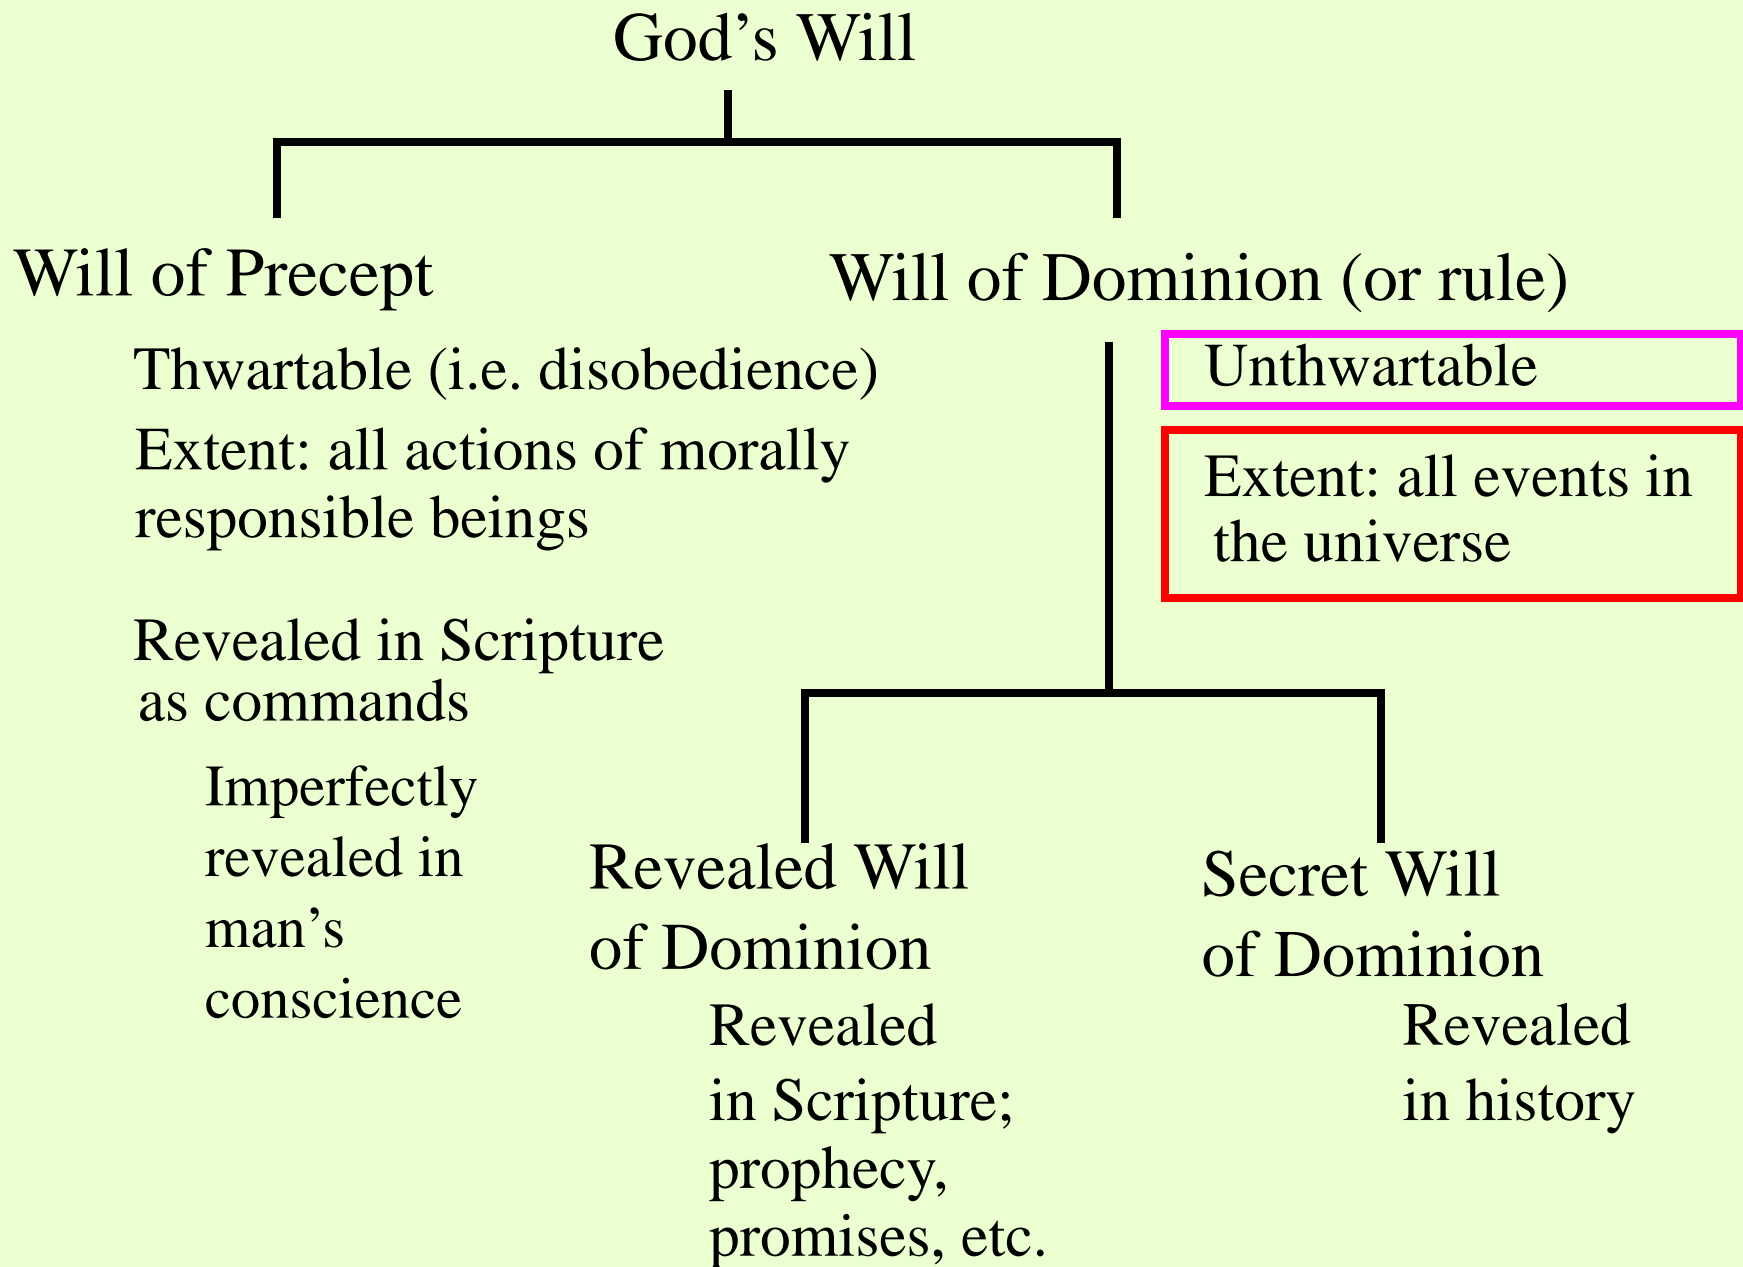 God’s Will
Will of Precept
Thwartable (i.e. disobedience)
Extent: all actions of morally
responsible beings
Revealed in Scripture
as commands
Imperfectly
revealed in
man’s
conscience
Will of Dominion (or rule)
Unthwartable
Extent: all events in
the universe
Revealed Will
of Dominion
Revealed
in Scripture;
prophecy,
promises, etc.
Secret Will
of Dominion
Revealed
in history